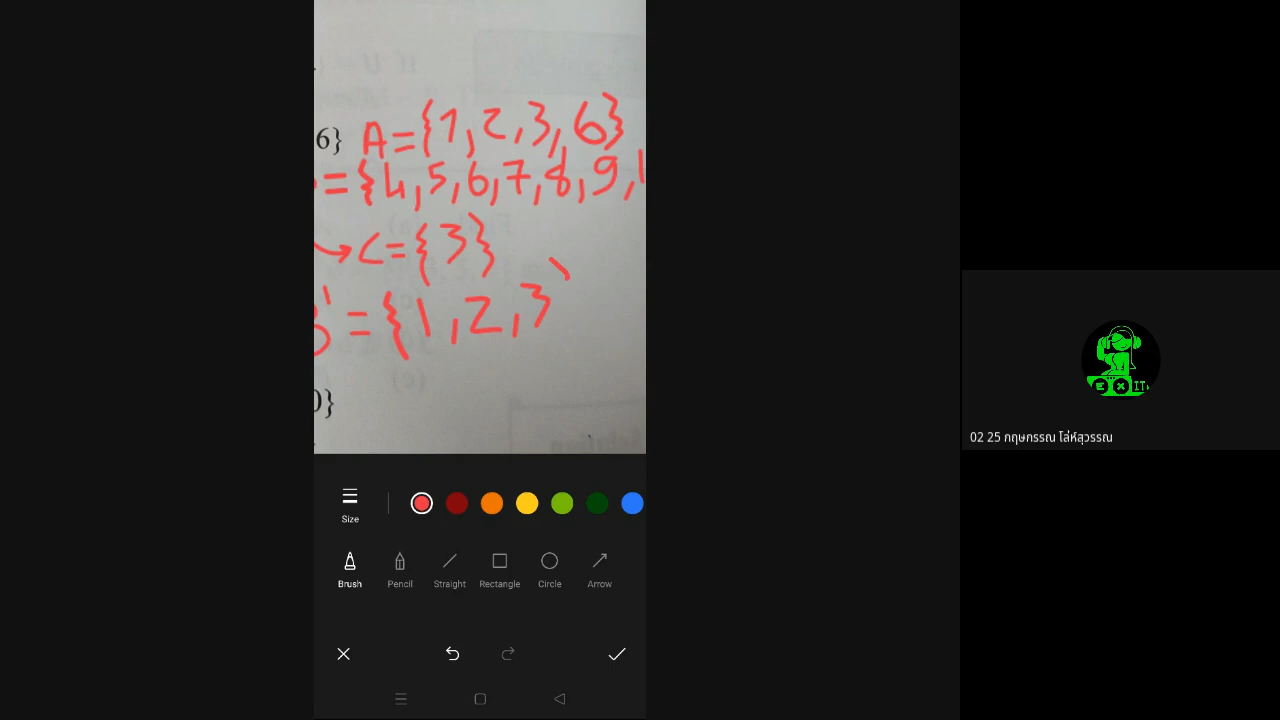 6} A={1,2,3,6}
={4,5,6,7,8,9,1
C={3}
B'={1,2,3
0}
Size
Brush Pencil Straight Rectangle Circle Arrow
EXIT
02 25 กฤษกรรณ โล่ห์สุวรรณ